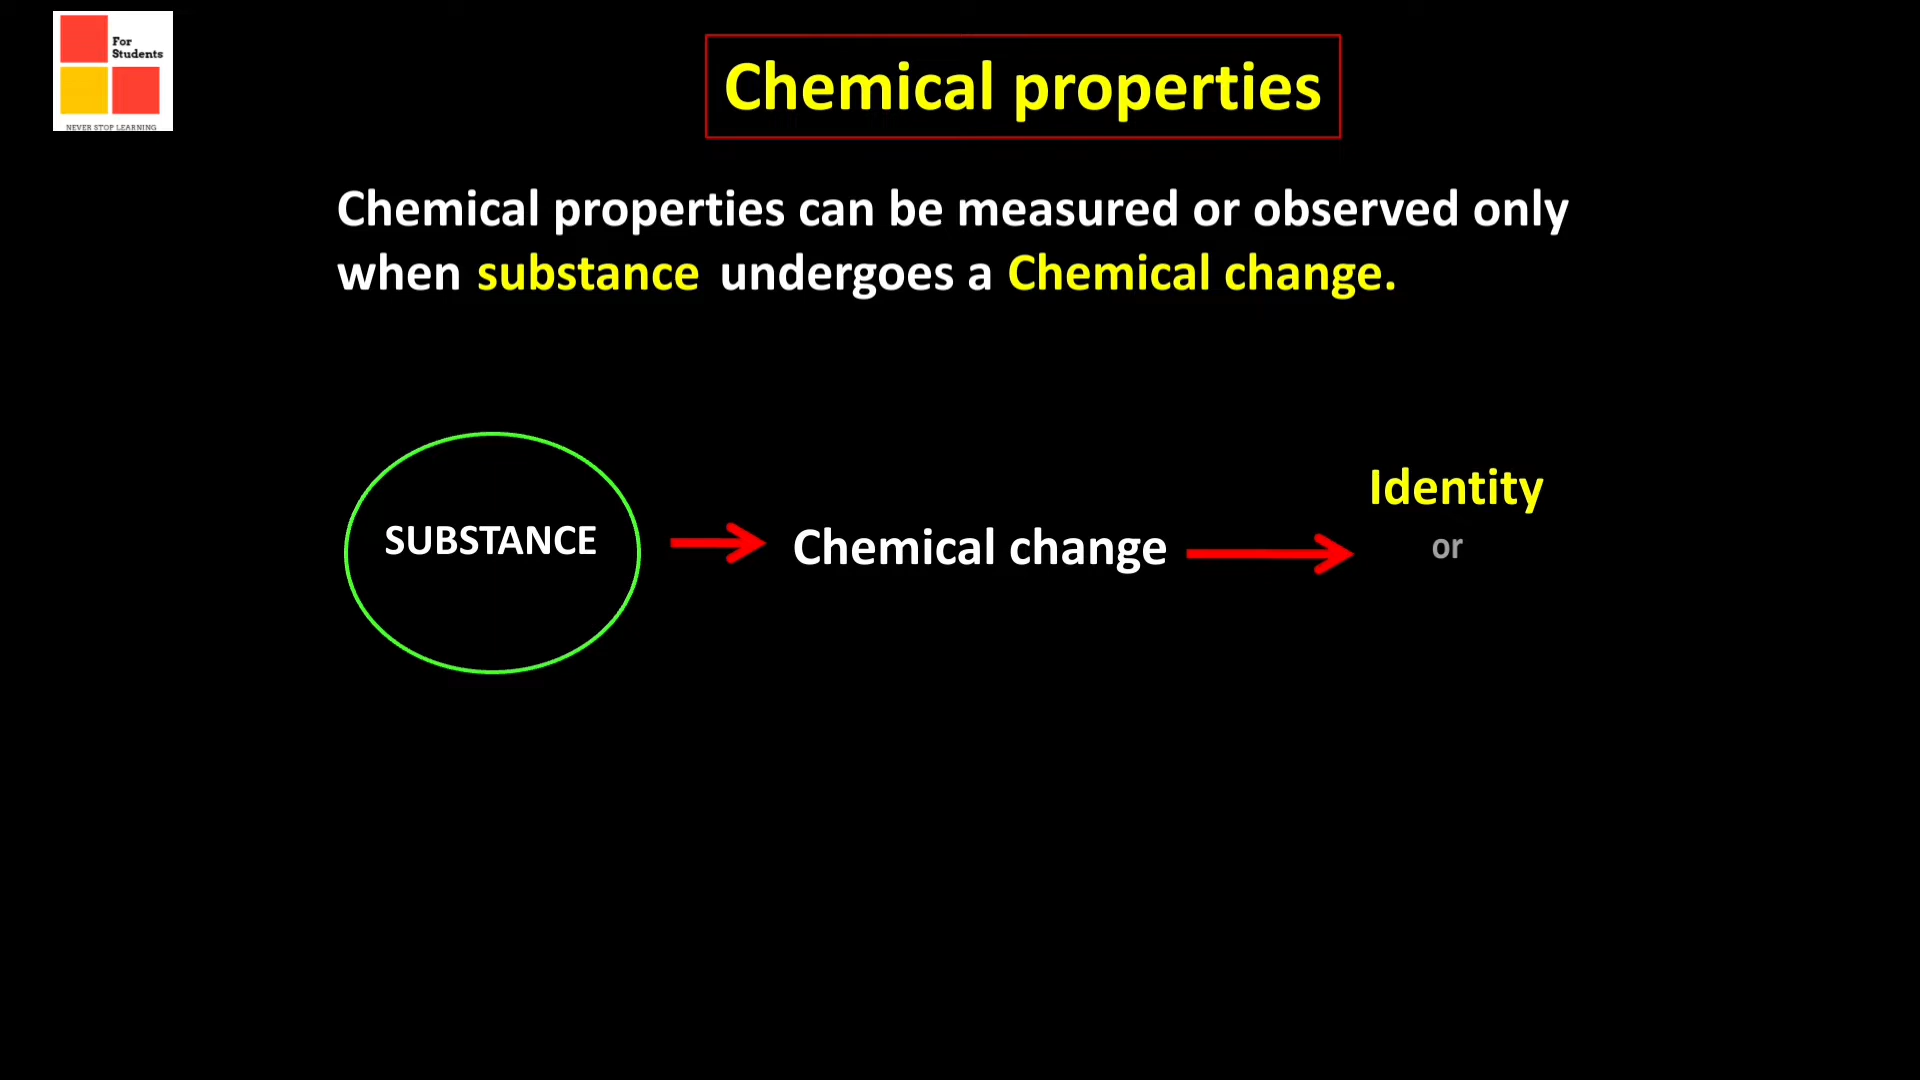 For
Students
NEVER STOP LEARNING
Chemical properties
Chemical properties can be measured or observed only
when substance undergoes a Chemical change.
SUBSTANCE
Chemical change
Identity
or